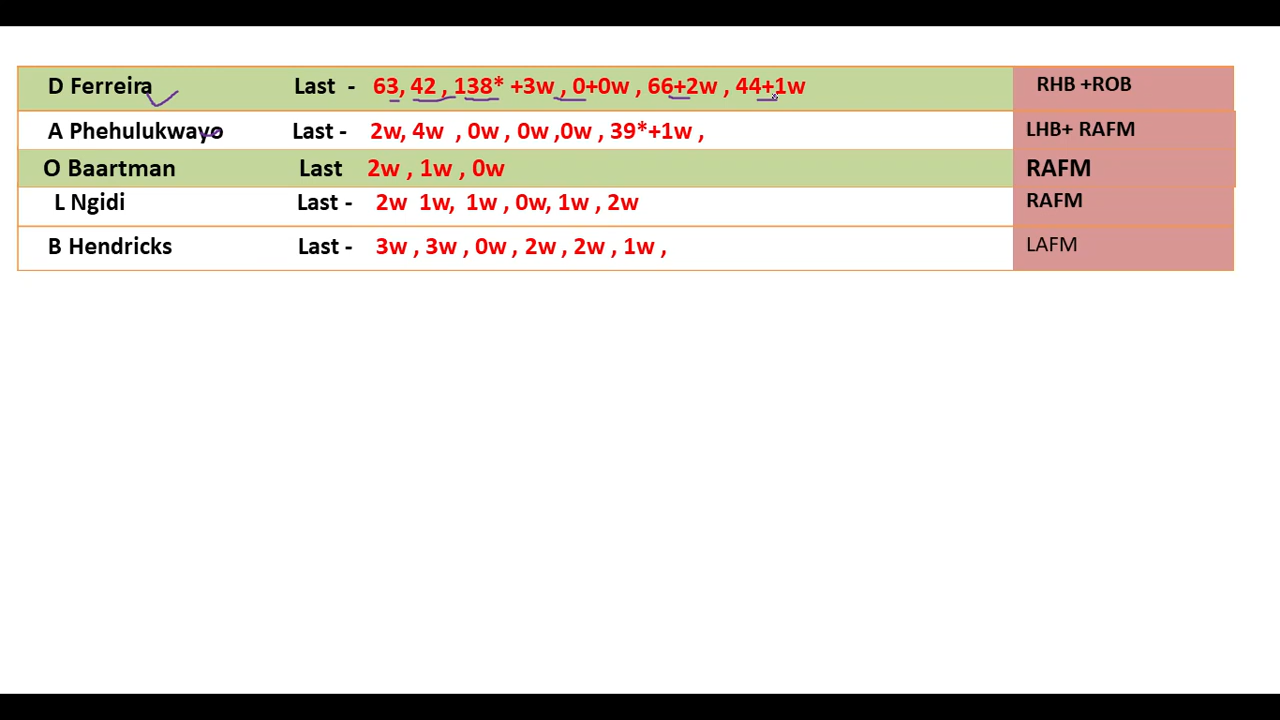 D Ferreira Last - 63, 42 , 138* +3w , 0+0w , 66+2w , 44+1w RHB +ROB
A Phehulukwayo Last - 2w, 4w , 0w , 0w ,0w , 39*+1w , LHB+ RAFM
O Baartman Last 2w , 1w , 0w RAFM
L Ngidi Last - 2w 1w, 1w , 0w, 1w , 2w RAFM
B Hendricks Last - 3w , 3w , 0w , 2w , 2w , 1w , LAFM